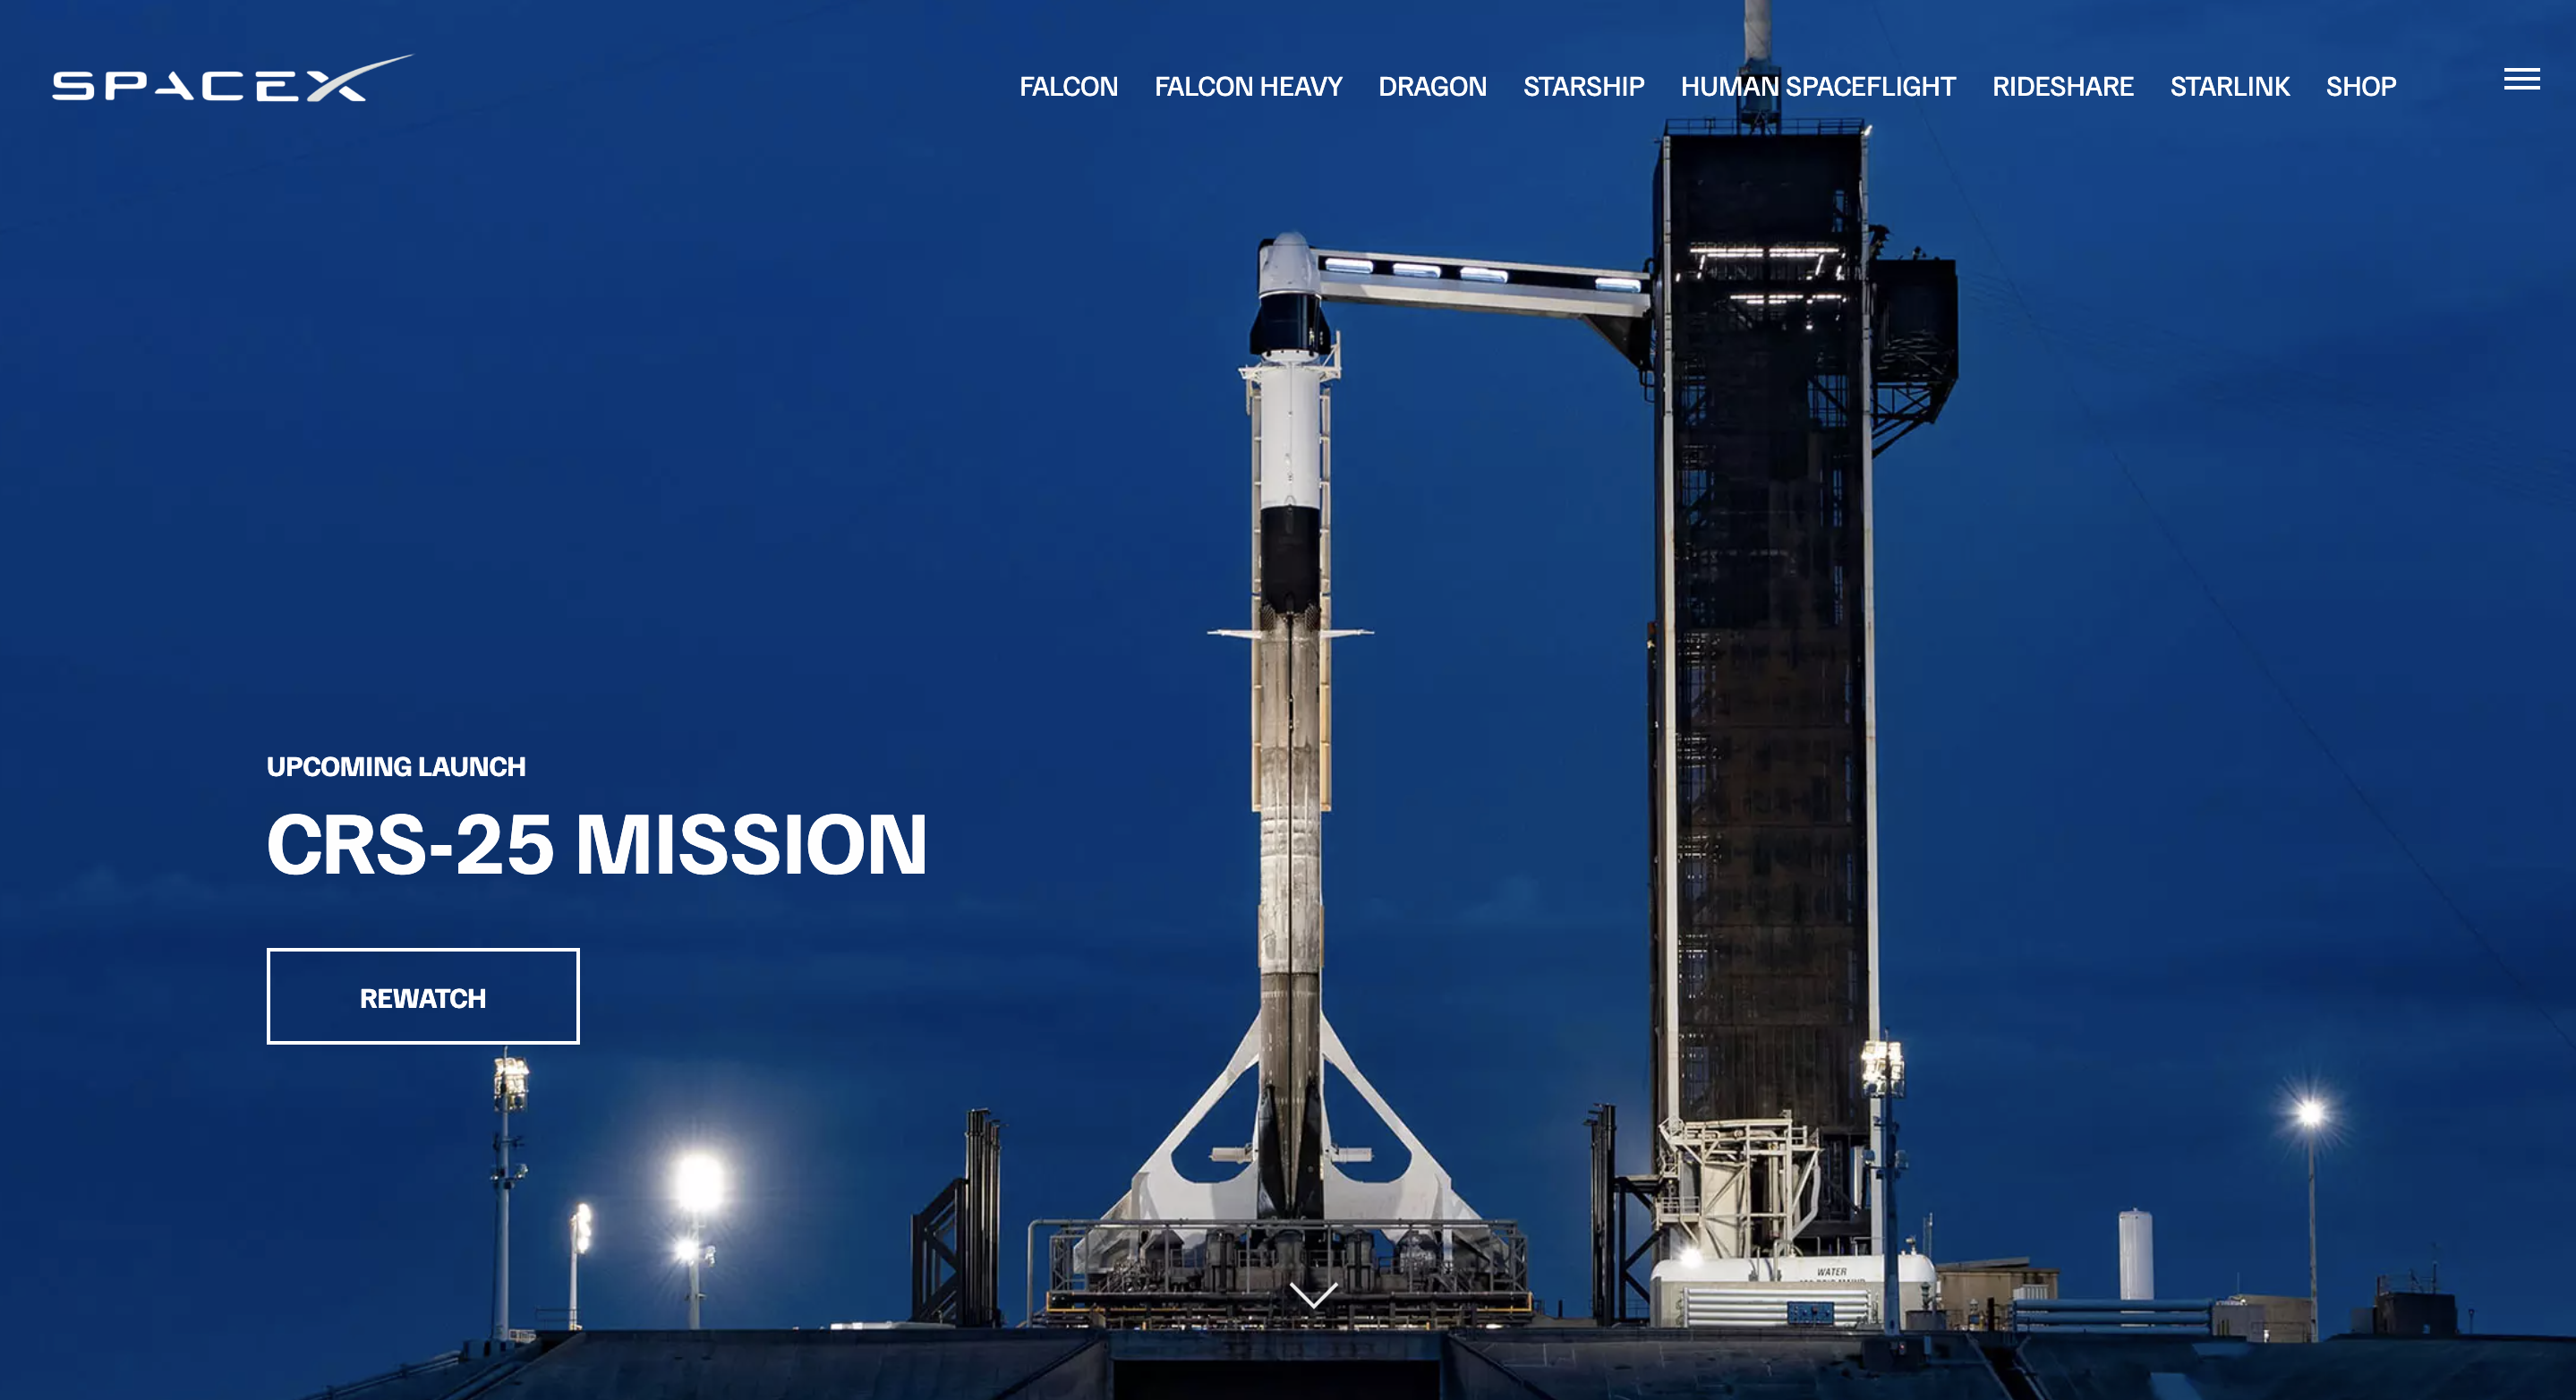 SPACEX
FALCON FALCON HEAVY DRAGON STARSHIP HUMAN SPACEFLIGHT RIDESHARE STARLINK SHOP
UPCOMING LAUNCH
CRS-25 MISSION
REWATCH
WATER